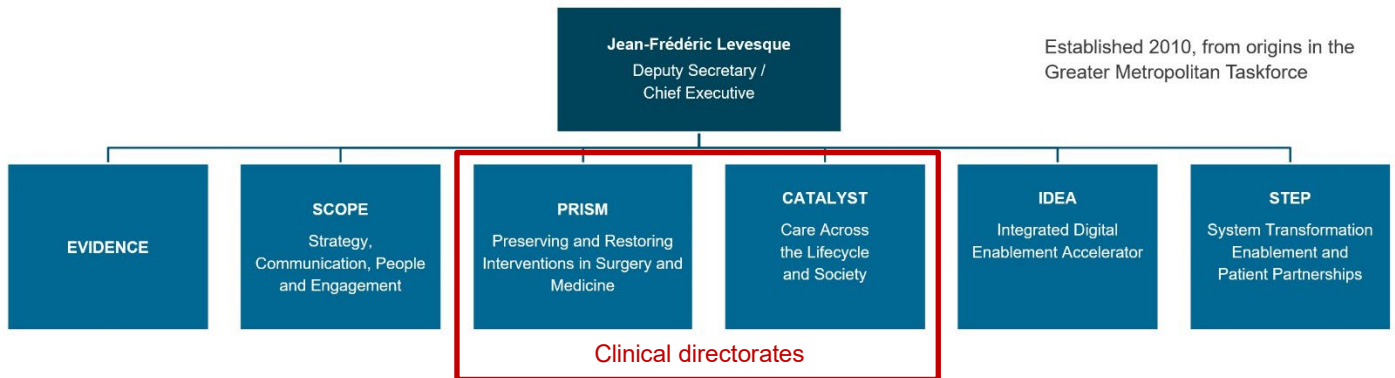 Jean-Frédéric Levesque
Deputy Secretary /
Chief Executive
Established 2010, from origins in the
Greater Metropolitan Taskforce
EVIDENCE
SCOPE
Strategy,
Communication, People
and Engagement
PRISM
Preserving and Restoring
Interventions in Surgery and
Medicine
CATALYST
Care Across
the Lifecycle
and Society
IDEA
Integrated Digital
Enablement Accelerator
STEP
System Transformation
Enablement and
Patient Partnerships
Clinical directorates